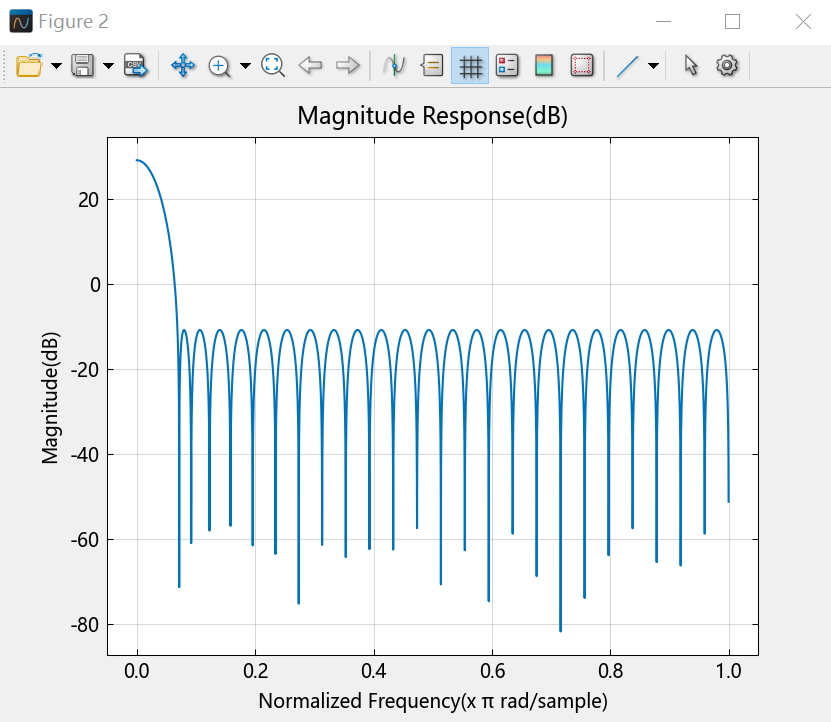 Figure 2
CSV
Magnitude Response(dB)
20
0
-20
-40
-60
-80
Magnitude(dB)
0.0 0.2 0.4 0.6 0.8 1.0
Normalized Frequency(x π rad/sample)